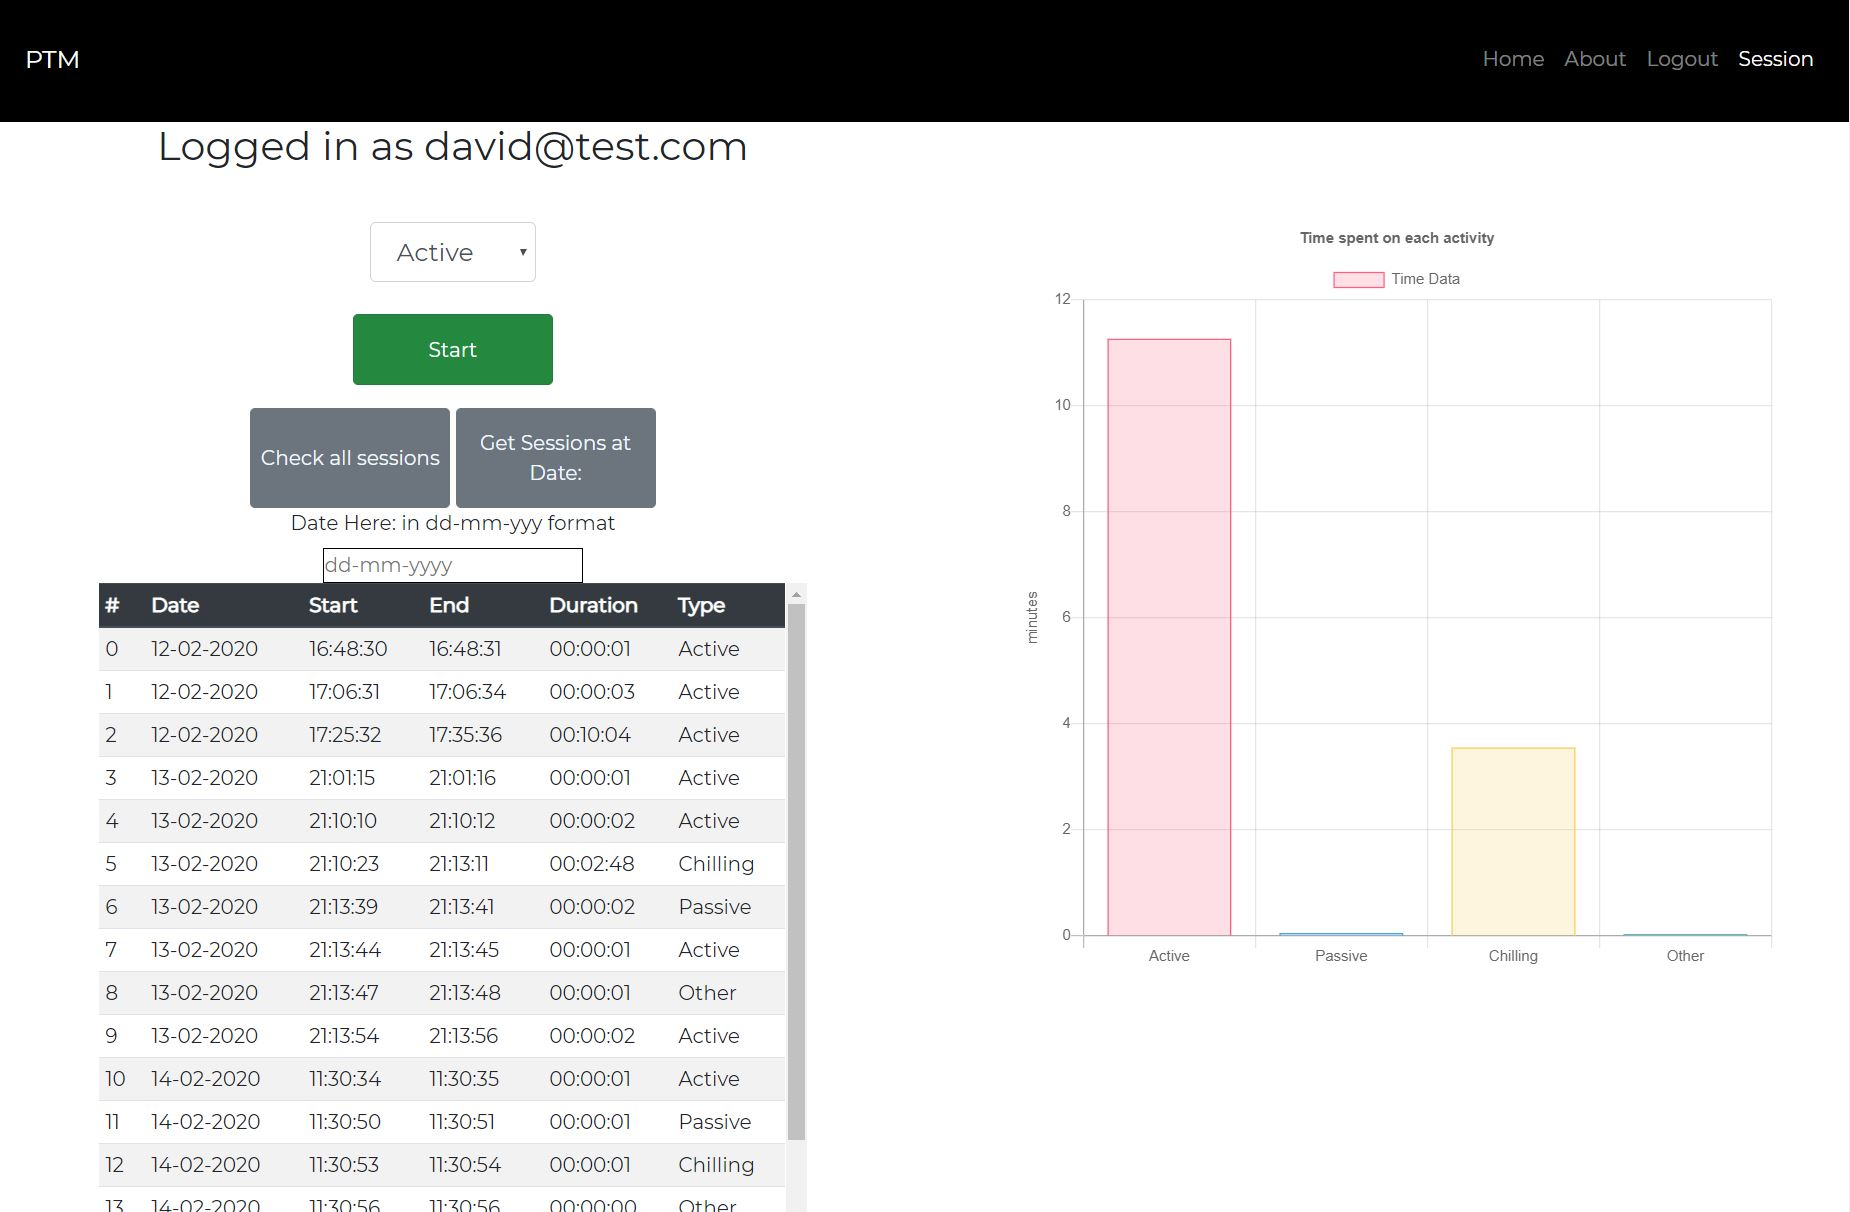 PTM
Home About Logout Session
Logged in as david@test.com
Active
Start
Check all sessions
Get Sessions at
Date:
Date Here: in dd-mm-yyy format
dd-mm-yyyy
# Date Start End Duration Type
0 12-02-2020 16:48:30 16:48:31 00:00:01 Active
1 12-02-2020 17:06:31 17:06:34 00:00:03 Active
2 12-02-2020 17:25:32 17:35:36 00:10:04 Active
3 13-02-2020 21:01:15 21:01:16 00:00:01 Active
4 13-02-2020 21:10:10 21:10:12 00:00:02 Active
5 13-02-2020 21:10:23 21:13:11 00:02:48 Chilling
6 13-02-2020 21:13:39 21:13:41 00:00:02 Passive
7 13-02-2020 21:13:44 21:13:45 00:00:01 Active
8 13-02-2020 21:13:47 21:13:48 00:00:01 Other
9 13-02-2020 21:13:54 21:13:56 00:00:02 Active
10 14-02-2020 11:30:34 11:30:35 00:00:01 Active
11 14-02-2020 11:30:50 11:30:51 00:00:01 Passive
12 14-02-2020 11:30:53 11:30:54 00:00:01 Chilling
13 14-02-2020 11:30:56 11:30:56 00:00:00 Other
Time spent on each activity
Time Data
12
10
8
6
4
2
0
minutes
Active Passive Chilling Other